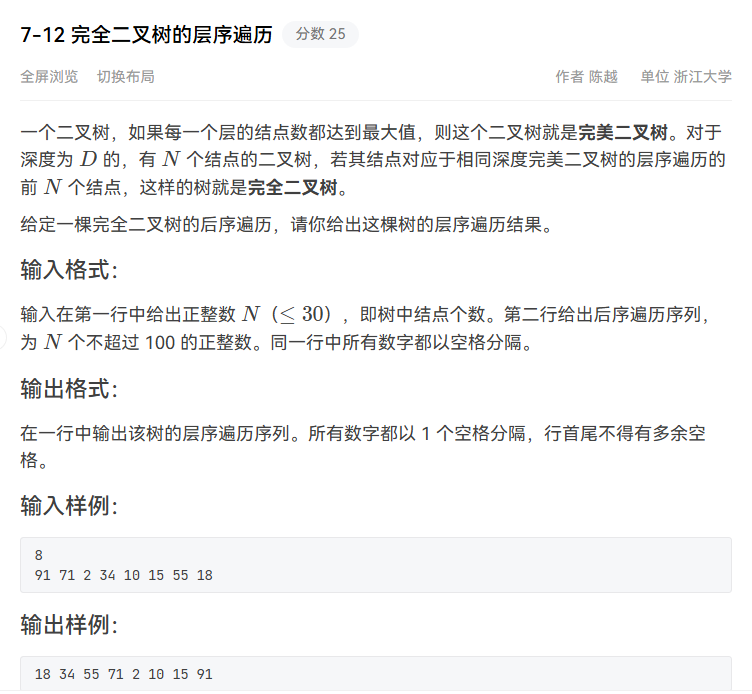 7-12 完全二叉树的层序遍历 分数 25
全屏浏览 切换布局 作者 陈越 单位 浙江大学
一个二叉树，如果每一个层的结点数都达到最大值，则这个二叉树就是完美二叉树。对于
深度为 D 的，有 N 个结点的二叉树，若其结点对应于相同深度完美二叉树的层序遍历的
前 N 个结点，这样的树就是完全二叉树。
给定一棵完全二叉树的后序遍历，请你给出这棵树的层序遍历结果。
输入格式：
输入在第一行中给出正整数 N（≤ 30），即树中结点个数。第二行给出后序遍历序列，
为 N 个不超过 100 的正整数。同一行中所有数字都以空格分隔。
输出格式：
在一行中输出该树的层序遍历序列。所有数字都以 1 个空格分隔，行首尾不得有多余空
格。
输入样例：
8
91 71 2 34 10 15 55 18
输出样例：
18 34 55 71 2 10 15 91